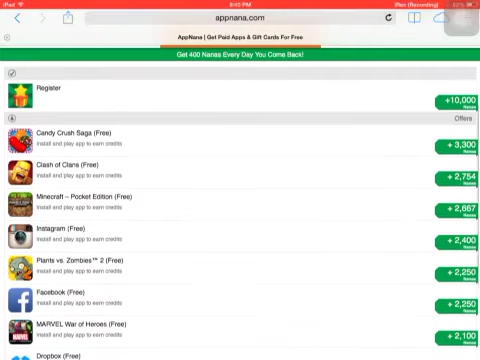 iPad
8:40 PM
iRec (Recording)
appnana.com
AppNana | Get Paid Apps & Gift Cards For Free
Get 400 Nanas Every Day You Come Back!
Register
+10,000
Nanas
Offers
Candy Crush Saga (Free)
Install and play app to earn credits
+ 3,300
Nanas
Clash of Clans (Free)
Install and play app to earn credits
+ 2,754
Nanas
Minecraft – Pocket Edition (Free)
Install and play app to earn credits
+ 2,667
Nanas
Instagram (Free)
Install and play app to earn credits
+ 2,400
Nanas
Plants vs. Zombies™ 2 (Free)
Install and play app to earn credits
+ 2,250
Nanas
Facebook (Free)
Install and play app to earn credits
+ 2,250
Nanas
MARVEL War of Heroes (Free)
Install and play app to earn credits
+ 2,100
Nanas
Dropbox (Free)